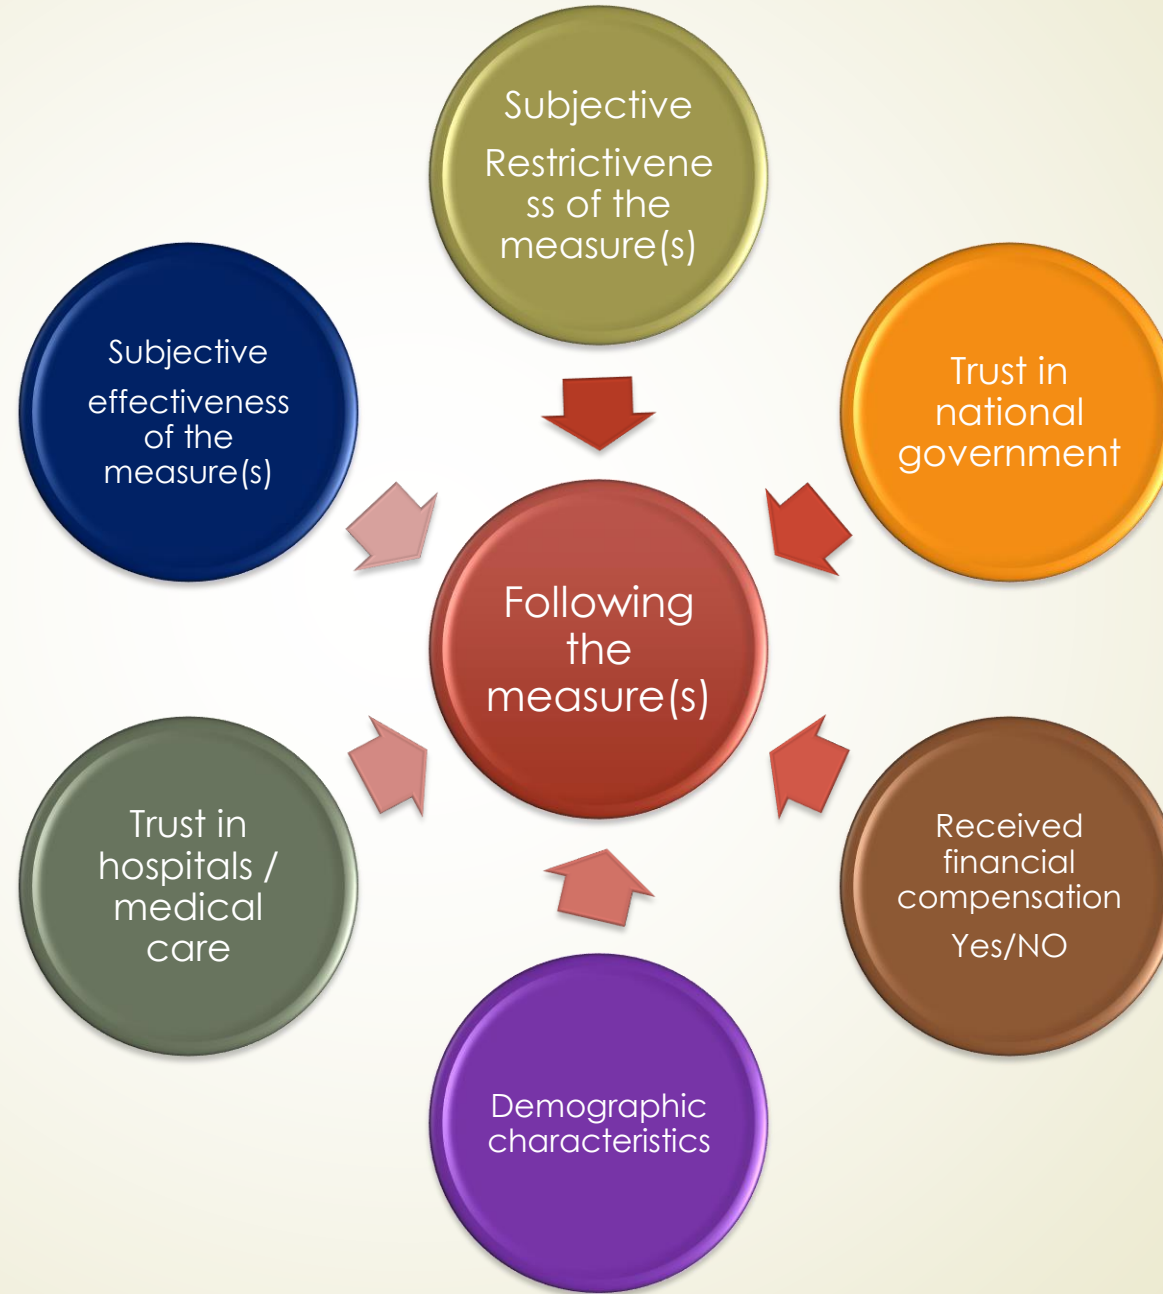 Subjective
Restrictivene
ss of the
measure(s)
Trust in
national
government
Received
financial
compensation
Yes/NO
Demographic
characteristics
Trust in
hospitals /
medical
care
Subjective
effectiveness
of the
measure(s)
Following
the
measure(s)